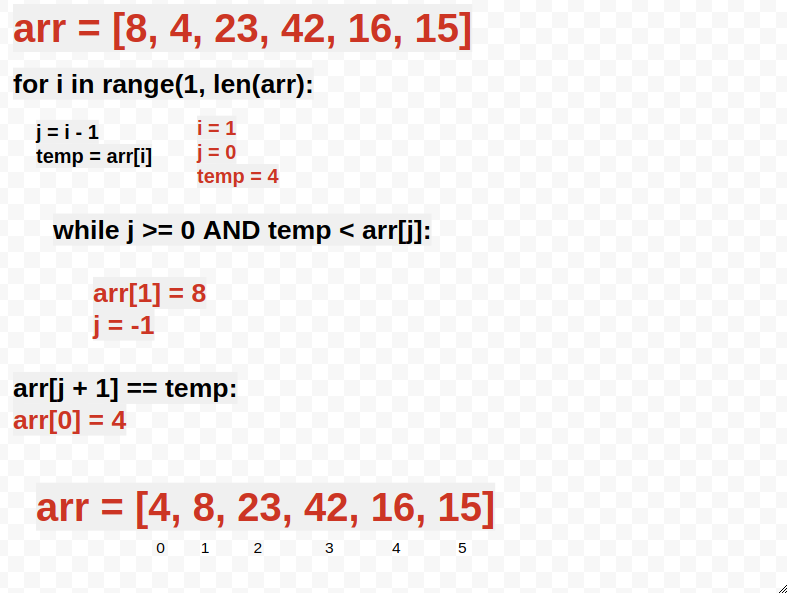 arr = [8, 4, 23, 42, 16, 15]
for i in range(1, len(arr):
j = i - 1
temp = arr[i]
i = 1
j = 0
temp = 4
while j >= 0 AND temp < arr[j]:
arr[1] = 8
j = -1
arr[j + 1] == temp:
arr[0] = 4
arr = [4, 8, 23, 42, 16, 15]
0 1 2 3 4 5